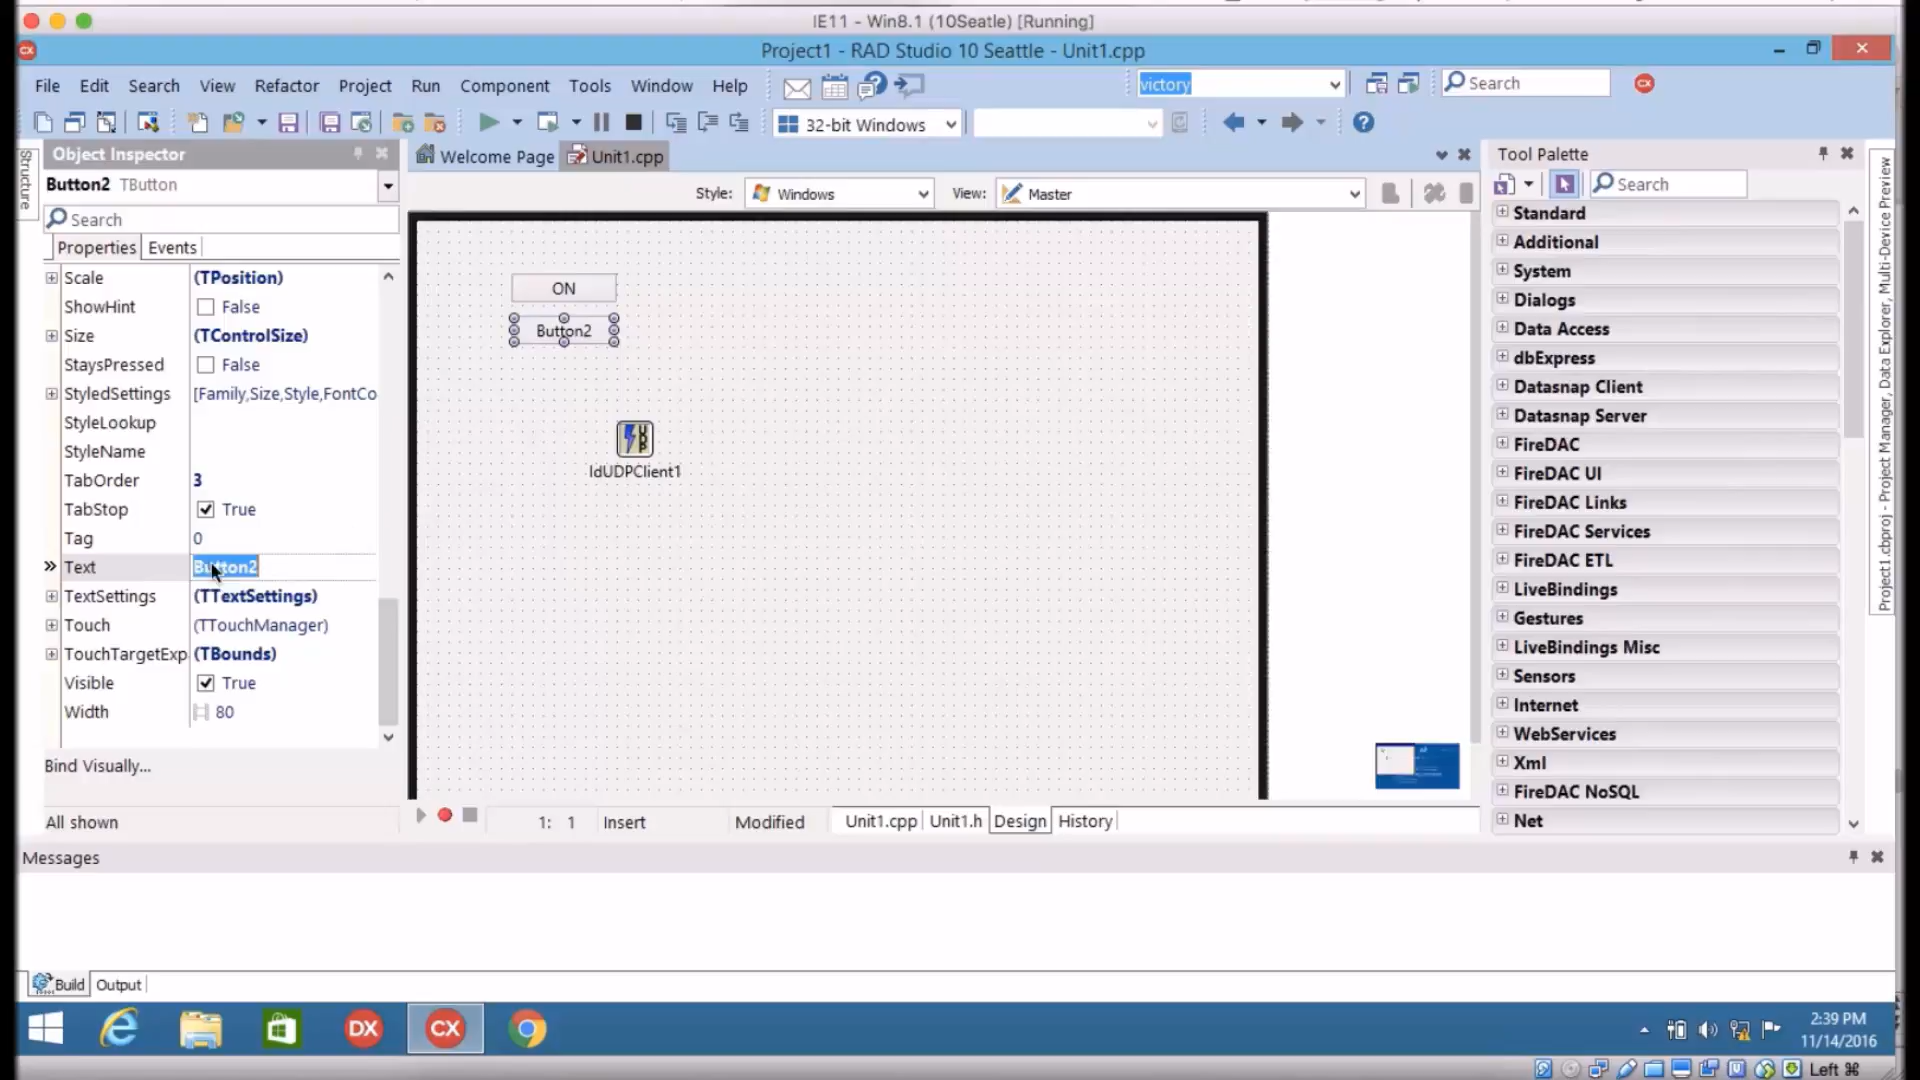 IE11 - Win8.1 (10Seatle) [Running]
Project1 - RAD Studio 10 Seattle - Unit1.cpp
File Edit Search View Refactor Project Run Component Tools Window Help
victory
Search
32-bit Windows
Structure
Object Inspector
Button2 TButton
Search
Properties Events
Scale (TPosition)
ShowHint False
Size (TControlSize)
StaysPressed False
StyledSettings [Family,Size,Style,FontCo
StyleLookup
StyleName
TabOrder 3
TabStop True
Tag 0
Text Button2
TextSettings (TTextSettings)
Touch (TTouchManager)
TouchTargetExp (TBounds)
Visible True
Width 80
Bind Visually...
All shown
Welcome Page Unit1.cpp
Style: Windows View: Master
ON
Button2
IdUDPClient1
1: 1 Insert Modified Unit1.cpp Unit1.h Design History
Tool Palette
Search
Standard
Additional
System
Dialogs
Data Access
dbExpress
Datasnap Client
Datasnap Server
FireDAC
FireDAC UI
FireDAC Links
FireDAC Services
FireDAC ETL
LiveBindings
Gestures
LiveBindings Misc
Sensors
Internet
WebServices
Xml
FireDAC NoSQL
Net
Project1.cbproj - Project Manager, Data Explorer, Multi-Device Preview
Messages
Build Output
DX
CX
2:39 PM
11/14/2016
Left ⌘